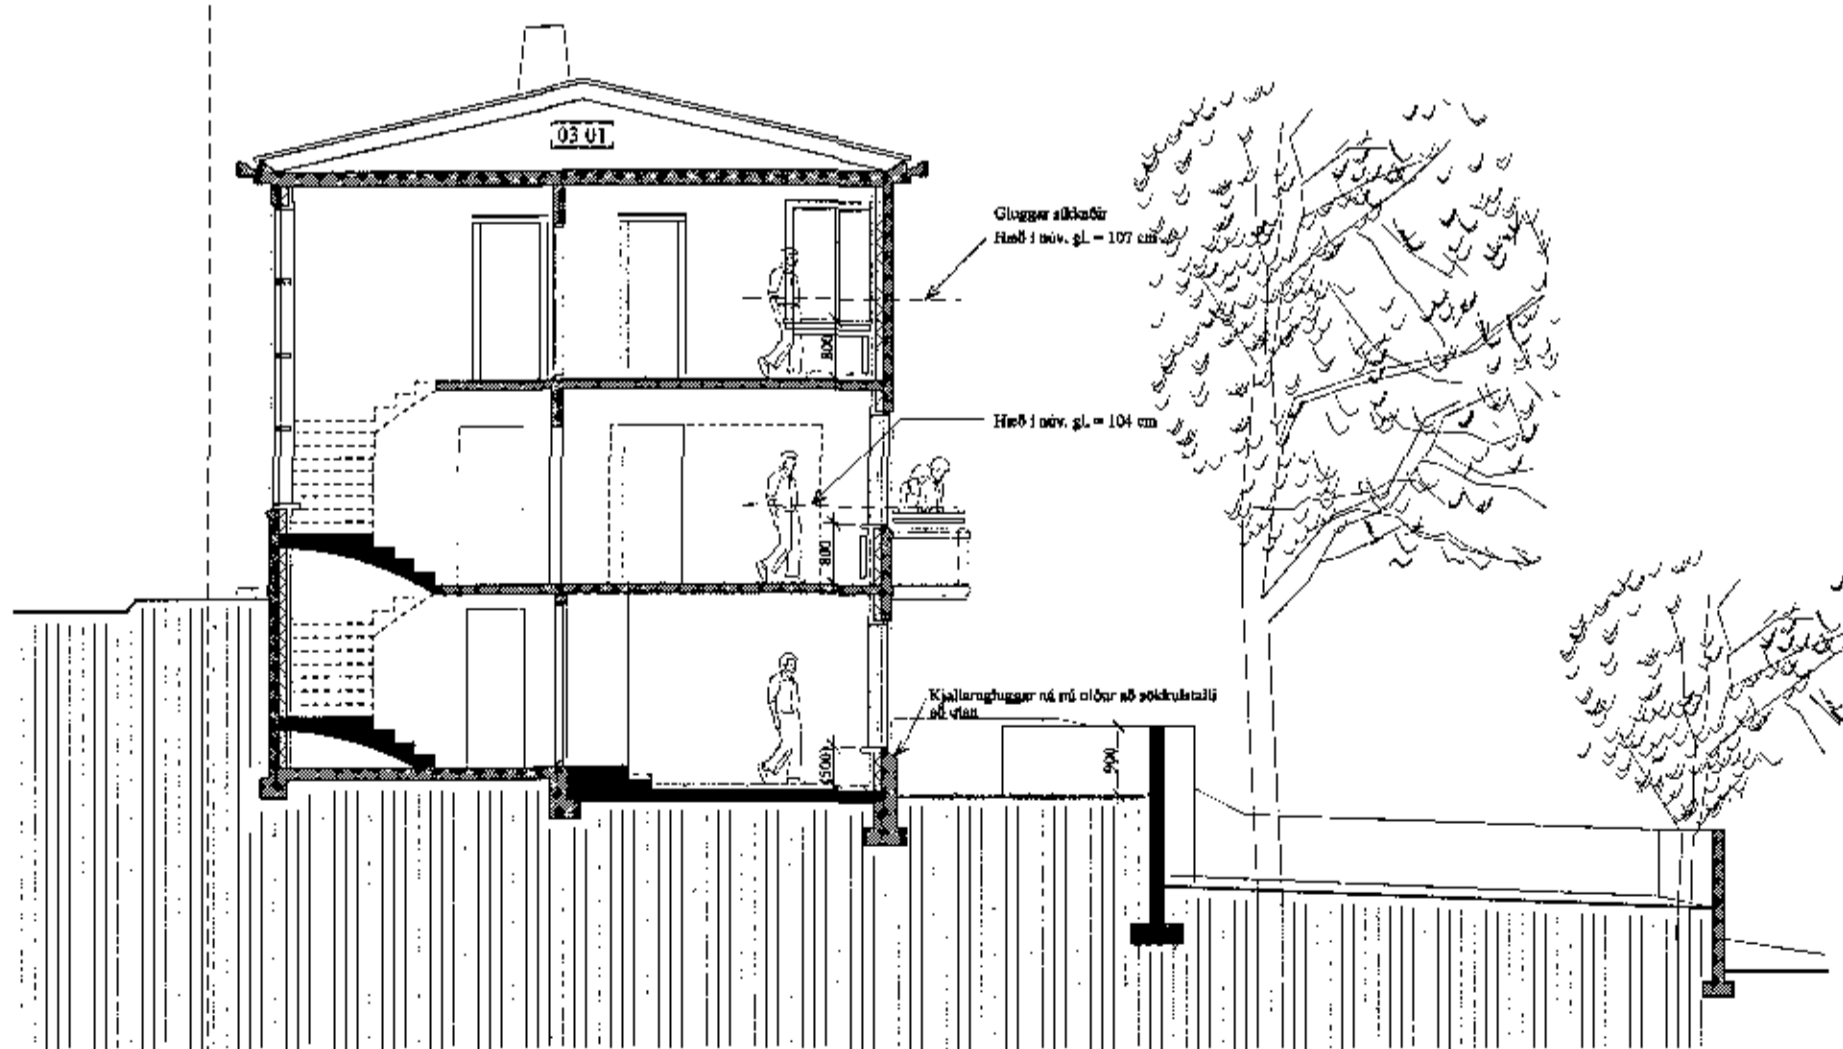 03 01
Gluggar síkkaðir
Hæð í núv. gl. = 107 cm
800
Hæð í núv. gl. = 104 cm
800
Kjallaragluggar ná nú niður að sökkulstalli
að utan
(500)
900